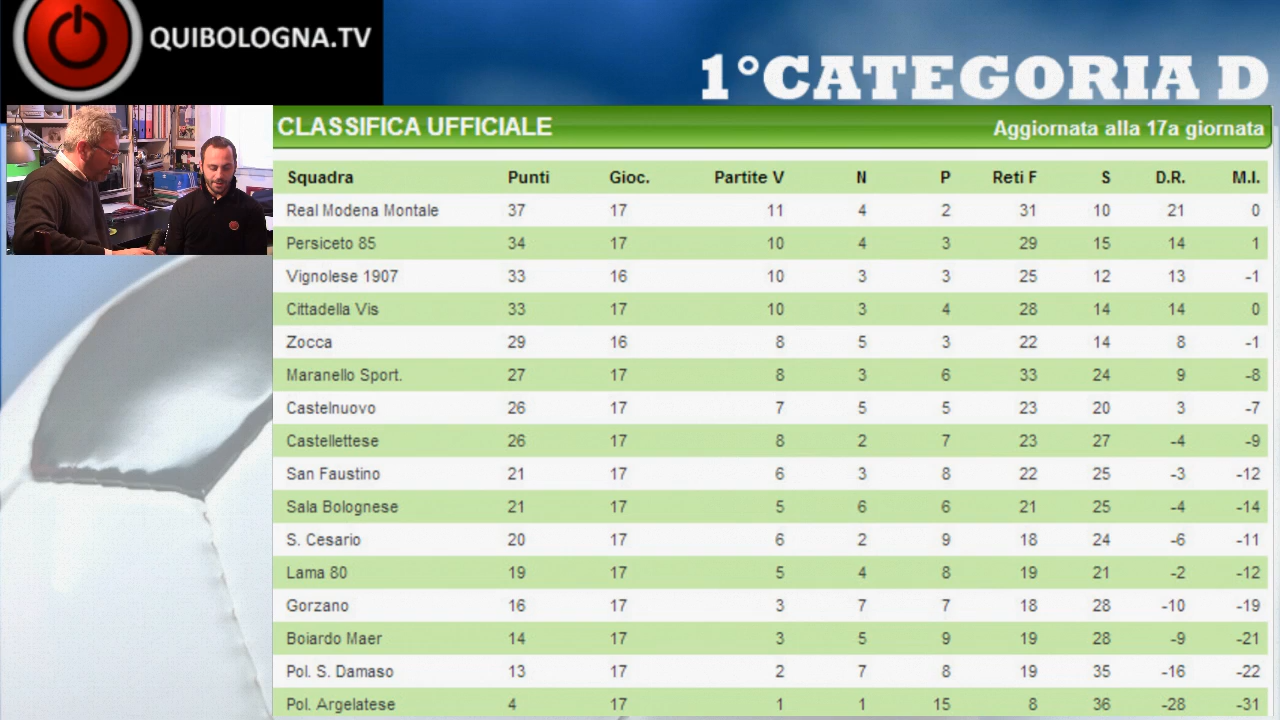 QUIBOLOGNA.TV
1°CATEGORIA D
CLASSIFICA UFFICIALE Aggiornata alla 17a giornata
Squadra Punti Gioc. Partite V N P Reti F S D.R. M.I.
Real Modena Montale 37 17 11 4 2 31 10 21 0
Persiceto 85 34 17 10 4 3 29 15 14 1
Vignolese 1907 33 16 10 3 3 25 12 13 -1
Cittadella Vis 33 17 10 3 4 28 14 14 0
Zocca 29 16 8 5 3 22 14 8 -1
Maranello Sport. 27 17 8 3 6 33 24 9 -8
Castelnuovo 26 17 7 5 5 23 20 3 -7
Castellettese 26 17 8 2 7 23 27 -4 -9
San Faustino 21 17 6 3 8 22 25 -3 -12
Sala Bolognese 21 17 5 6 6 21 25 -4 -14
S. Cesario 20 17 6 2 9 18 24 -6 -11
Lama 80 19 17 5 4 8 19 21 -2 -12
Gorzano 16 17 3 7 7 18 28 -10 -19
Boiardo Maer 14 17 3 5 9 19 28 -9 -21
Pol. S. Damaso 13 17 2 7 8 19 35 -16 -22
Pol. Argelatese 4 17 1 1 15 8 36 -28 -31